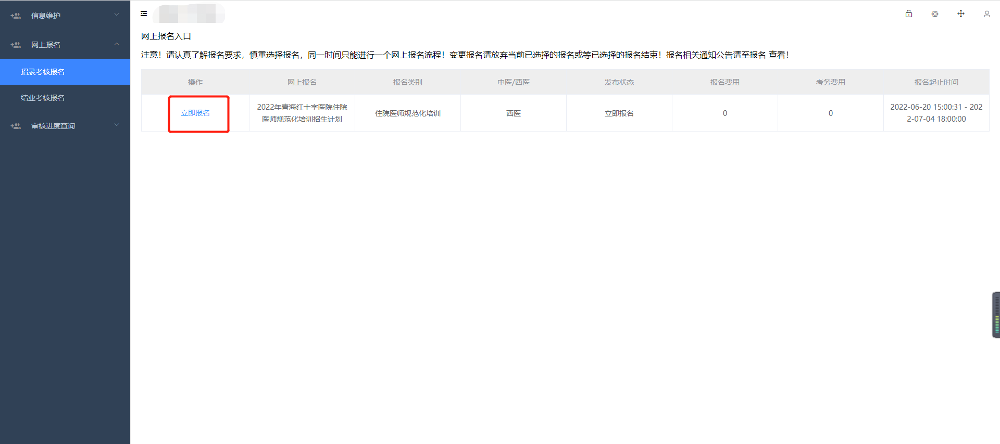 信息维护
网上报名
招录考核报名
结业考核报名
审核进度查询
网上报名入口
注意！请认真了解报名要求，慎重选择报名，同一时间只能进行一个网上报名流程！变更报名请放弃当前已选择的报名或等已选择的报名结束！报名相关通知公告请至报名 查看！
操作 网上报名 报名类别 中医/西医 发布状态 报名费用 考务费用 报名起止时间
立即报名
2022年青海红十字医院住院
医师规范化培训招生计划
住院医师规范化培训
西医
立即报名
0
0
2022-06-20 15:00:31 - 202
2-07-04 18:00:00